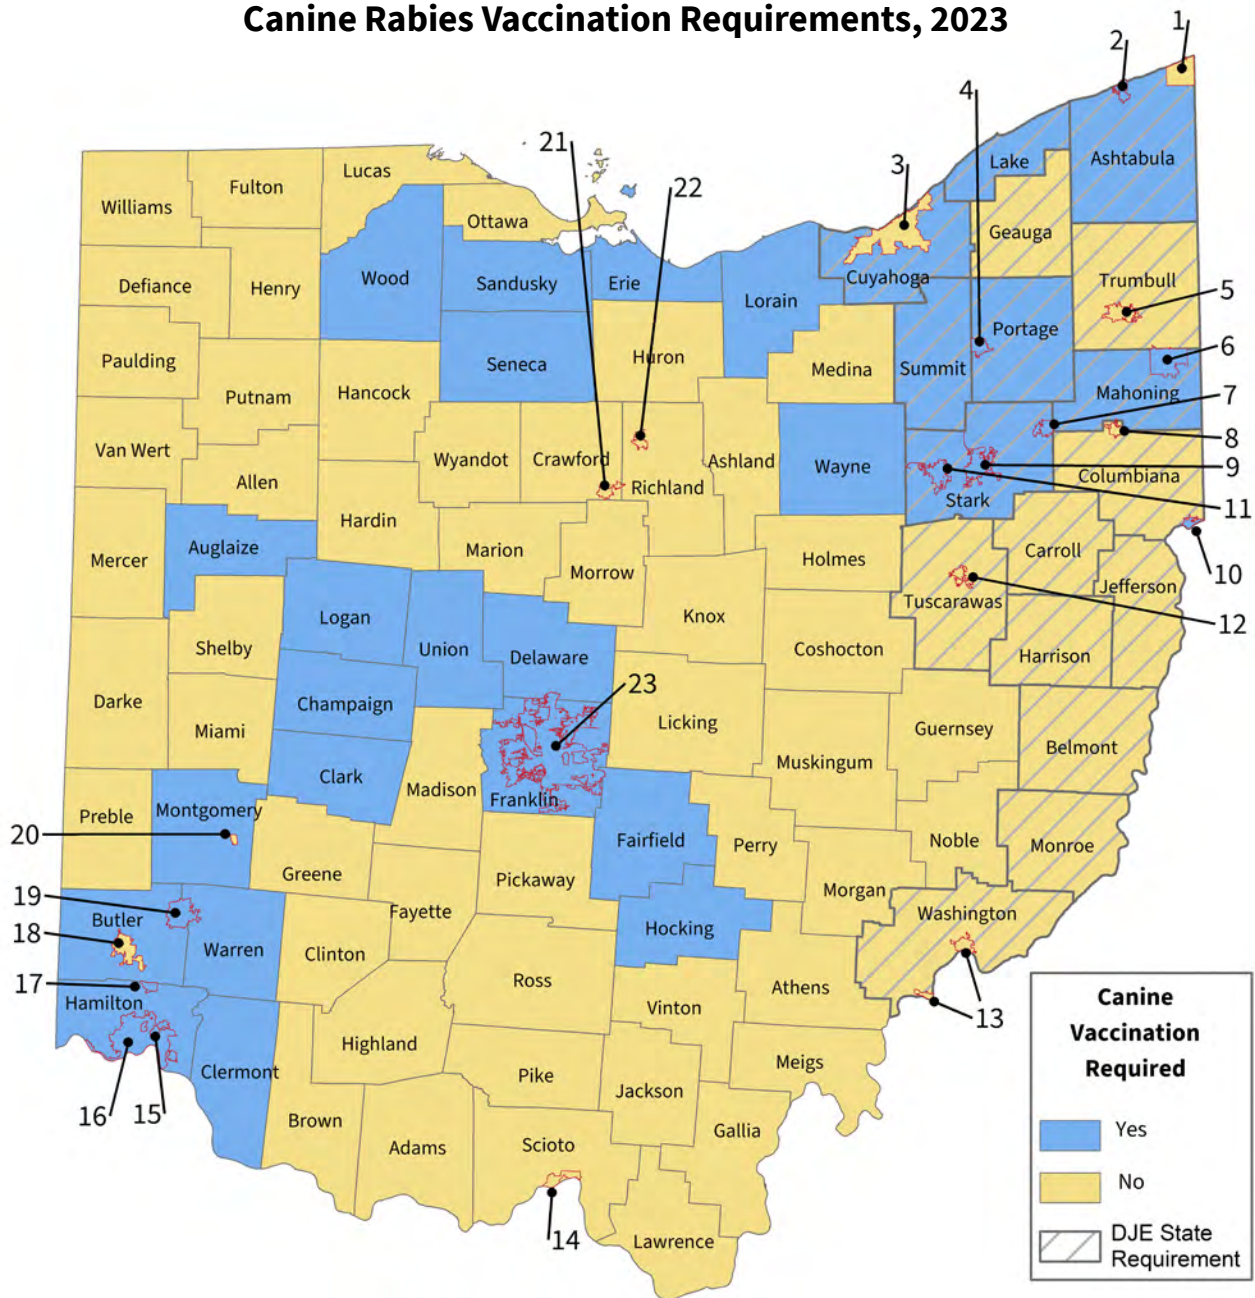 Canine Rabies Vaccination Requirements, 2023
1
2
4
21
3
22
Lake
Ashtabula
Lucas
Fulton
Williams
Ottawa
Geauga
Wood
Sandusky
Erie
Cuyahoga
Trumbull
5
Defiance
Henry
Lorain
Portage
6
Paulding
Seneca
Huron
Medina
Summit
Mahoning
7
Putnam
Hancock
8
Van Wert
Wyandot
Crawford
Ashland
Wayne
9
Allen
Richland
Columbiana
Stark
11
Hardin
Auglaize
Marion
Holmes
Carroll
Mercer
Morrow
10
Jefferson
Logan
Knox
Tuscarawas
12
Shelby
Union
Delaware
Coshocton
Harrison
23
Darke
Champaign
Miami
Licking
Guernsey
Belmont
Clark
Muskingum
Madison
Franklin
Preble
Montgomery
20
Fairfield
Perry
Noble
Monroe
Greene
Pickaway
Morgan
19
Butler
Fayette
Washington
18
Warren
Clinton
Hocking
17
Ross
Athens
Hamilton
Vinton
13
Highland
Clermont
Pike
Jackson
Meigs
16
15
Brown
Adams
Scioto
Gallia
14
Lawrence
Canine
Vaccination
Required
Yes
No
DJE State
Requirement